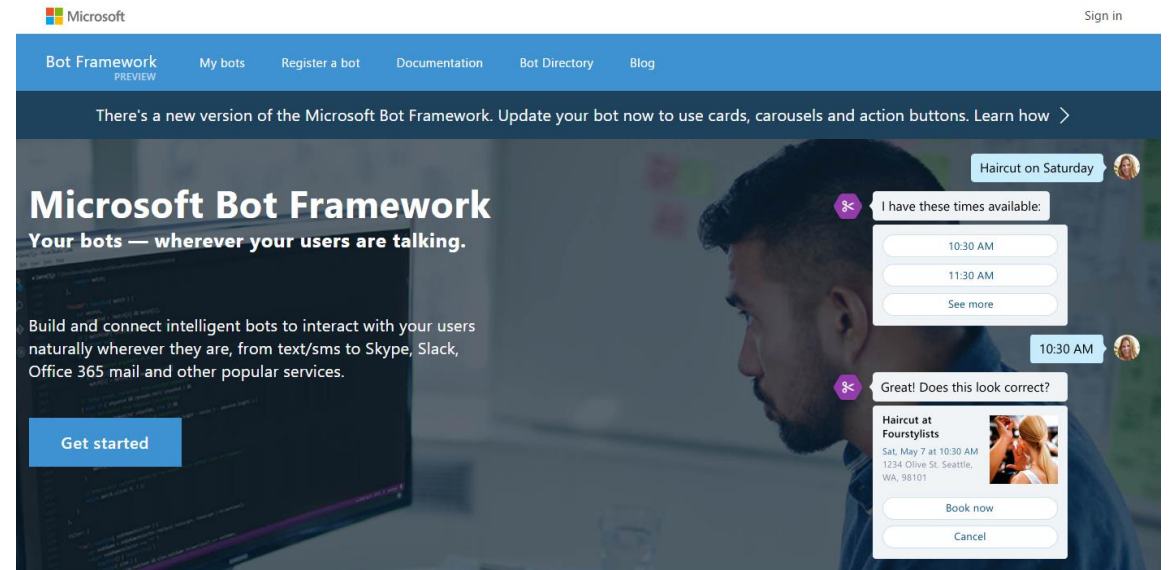 Microsoft
Sign in
Bot Framework
PREVIEW
My bots
Register a bot
Documentation
Bot Directory
Blog
There's a new version of the Microsoft Bot Framework. Update your bot now to use cards, carousels and action buttons. Learn how
Microsoft Bot Framework
Your bots — wherever your users are talking.
Build and connect intelligent bots to interact with your users
naturally wherever they are, from text/sms to Skype, Slack,
Office 365 mail and other popular services.
Get started
Haircut on Saturday
I have these times available:
10:30 AM
11:30 AM
See more
10:30 AM
Great! Does this look correct?
Haircut at
Fourstylists
Sat, May 7 at 10:30 AM
1234 Olive St. Seattle,
WA, 98101
Book now
Cancel